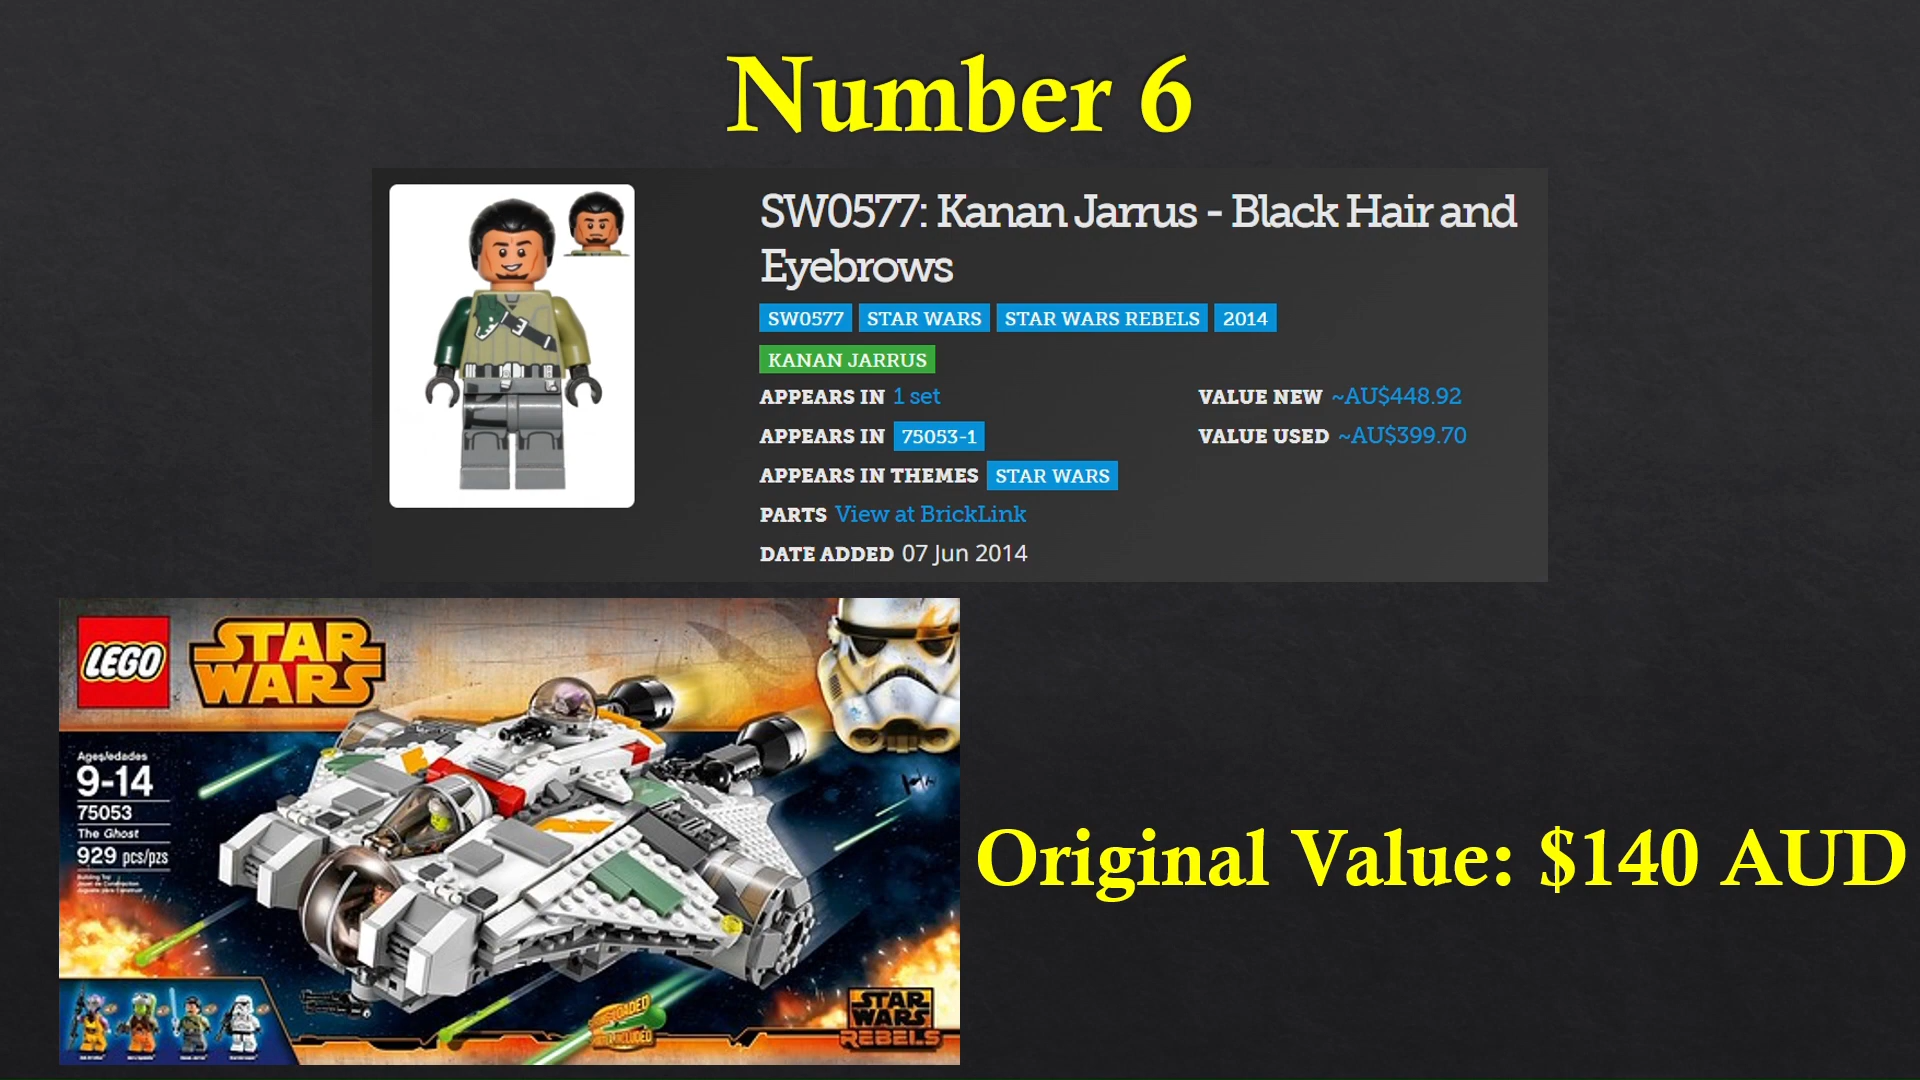 Number 6
SW0577: Kanan Jarrus - Black Hair and
Eyebrows
SW0577 STAR WARS STAR WARS REBELS 2014
KANAN JARRUS
APPEARS IN 1 set VALUE NEW ~AU$448.92
APPEARS IN 75053-1 VALUE USED ~AU$399.70
APPEARS IN THEMES STAR WARS
PARTS View at BrickLink
DATE ADDED 07 Jun 2014
LEGO STAR
WARS
Ages/edades
9-14
75053
The Ghost
929 pcs/pzs
Building Toy
STAR
WARS
REBELS
Original Value: $140 AUD